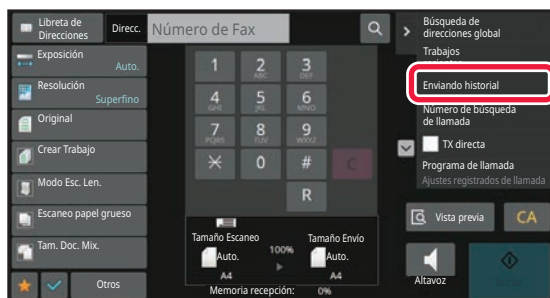 Libreta de
Direcciones
Direcc.
Número de Fax
Búsqueda de
direcciones global
Exposición
Auto.
Trabajos
Resolución
Superfino
Enviando historial
Número de búsqueda
de llamada
Original
TX directa
Crear Trabajo
Programa de llamada
Ajustes registrados de llamada
Modo Esc. Len.
Escaneo papel grueso
Tam. Doc. Mix.
Otros
1
2
ABC
3
DEF
4
GHI
5
JKL
6
MNO
7
PQRS
8
TUV
9
WXYZ
0
#
C
R
Vista previa
CA
Tamaño Escaneo
100%
Tamaño Envío
Auto.
Auto.
A4
A4
Memoria recepción: 0%
Altavoz